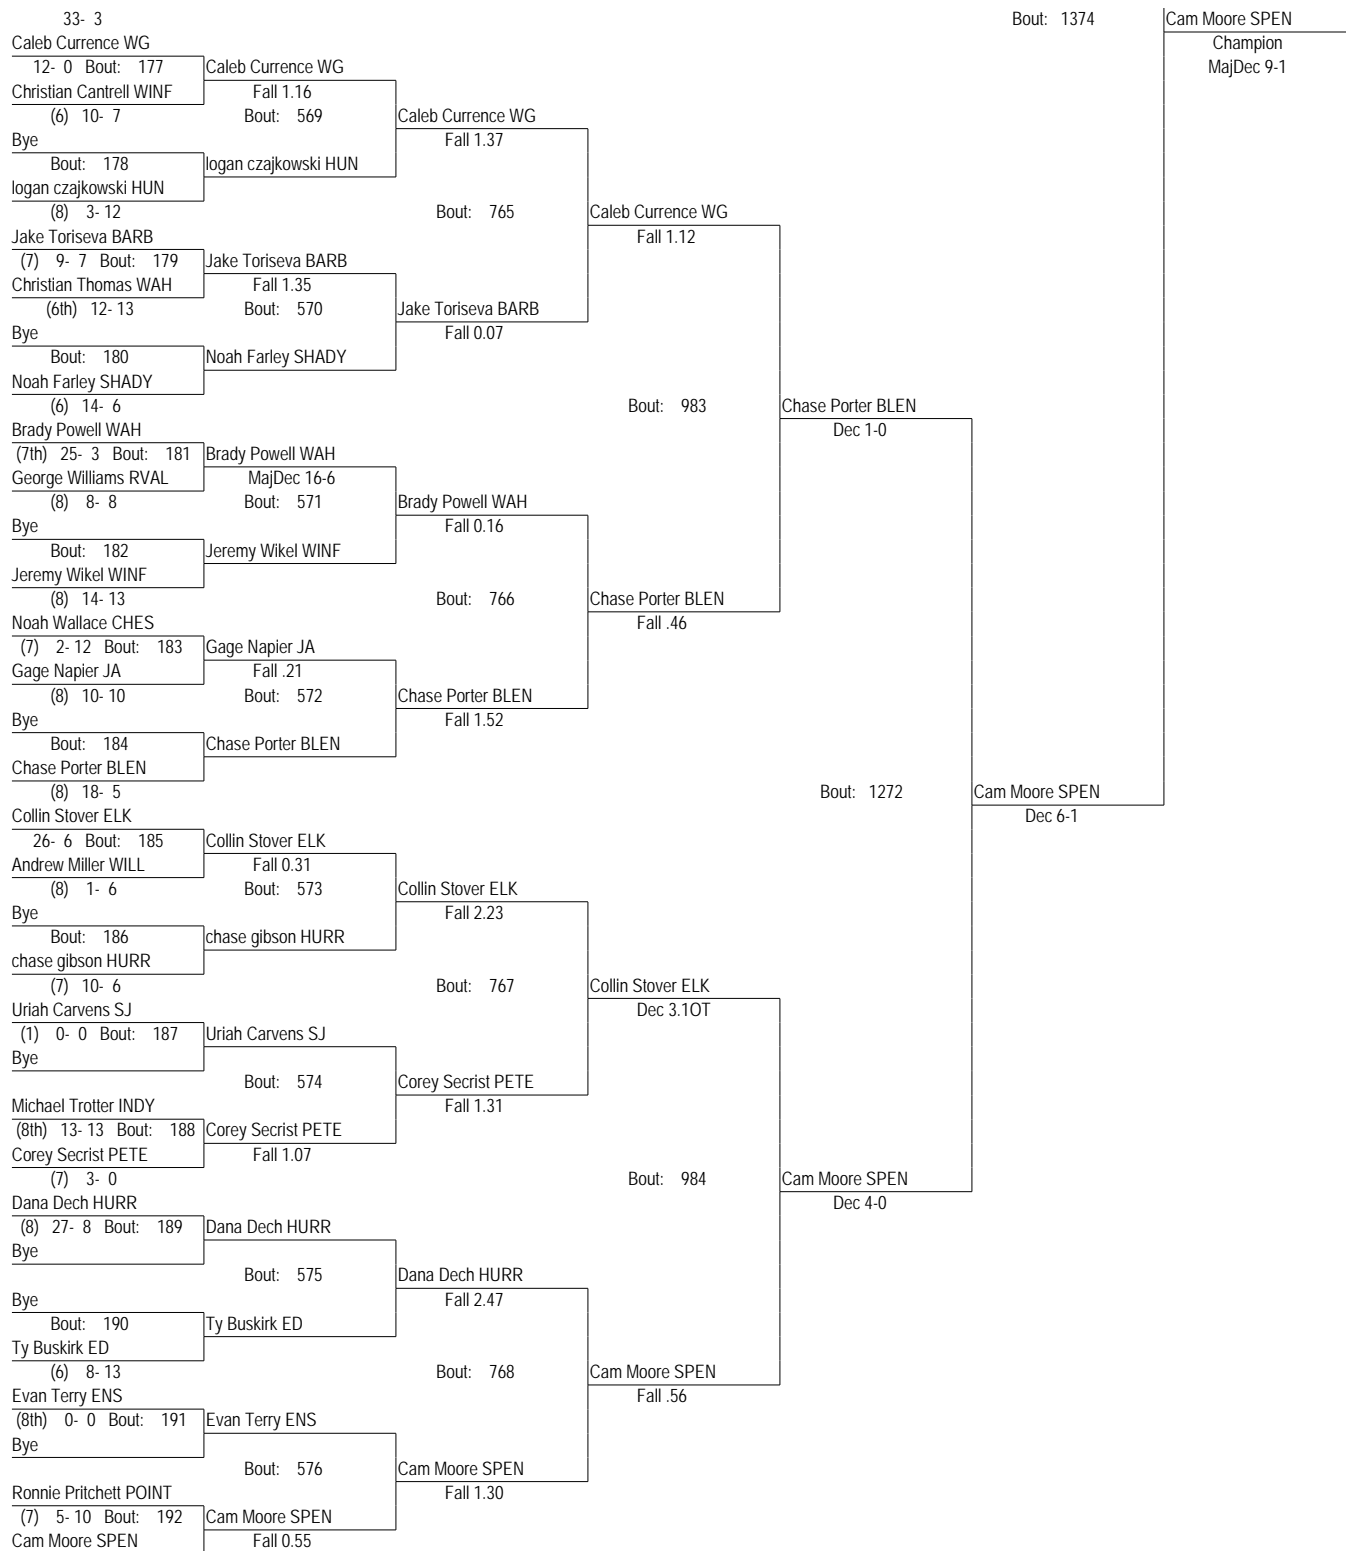 33- 3
Bout: 1374
Cam Moore SPEN
Caleb Currence WG
Champion
12- 0 Bout: 177
Caleb Currence WG
MajDec 9-1
Christian Cantrell WINF
Fall 1.16
(6) 10- 7
Bout: 569
Caleb Currence WG
Bye
Fall 1.37
Bout: 178
logan czajkowski HUN
logan czajkowski HUN
(8) 3- 12
Bout: 765
Caleb Currence WG
Jake Toriseva BARB
Fall 1.12
(7) 9- 7 Bout: 179
Jake Toriseva BARB
Christian Thomas WAH
Fall 1.35
(6th) 12- 13
Bout: 570
Jake Toriseva BARB
Bye
Fall 0.07
Bout: 180
Noah Farley SHADY
Noah Farley SHADY
(6) 14- 6
Bout: 983
Chase Porter BLEN
Brady Powell WAH
Dec 1-0
(7th) 25- 3 Bout: 181
Brady Powell WAH
George Williams RVAL
MajDec 16-6
(8) 8- 8
Bout: 571
Brady Powell WAH
Bye
Fall 0.16
Bout: 182
Jeremy Wikel WINF
Jeremy Wikel WINF
(8) 14- 13
Bout: 766
Chase Porter BLEN
Noah Wallace CHES
Fall .46
(7) 2- 12 Bout: 183
Gage Napier JA
Gage Napier JA
Fall .21
(8) 10- 10
Bout: 572
Chase Porter BLEN
Bye
Fall 1.52
Bout: 184
Chase Porter BLEN
Chase Porter BLEN
(8) 18- 5
Bout: 1272
Cam Moore SPEN
Collin Stover ELK
Dec 6-1
26- 6 Bout: 185
Collin Stover ELK
Andrew Miller WILL
Fall 0.31
(8) 1- 6
Bout: 573
Collin Stover ELK
Bye
Fall 2.23
Bout: 186
chase gibson HURR
chase gibson HURR
(7) 10- 6
Bout: 767
Collin Stover ELK
Uriah Carvens SJ
Dec 3.1OT
(1) 0- 0 Bout: 187
Uriah Carvens SJ
Bye
Bout: 574
Corey Secrist PETE
Michael Trotter INDY
Fall 1.31
(8th) 13- 13 Bout: 188
Corey Secrist PETE
Corey Secrist PETE
Fall 1.07
(7) 3- 0
Bout: 984
Cam Moore SPEN
Dana Dech HURR
Dec 4-0
(8) 27- 8 Bout: 189
Dana Dech HURR
Bye
Bout: 575
Dana Dech HURR
Bye
Fall 2.47
Bout: 190
Ty Buskirk ED
Ty Buskirk ED
(6) 8- 13
Bout: 768
Cam Moore SPEN
Evan Terry ENS
Fall .56
(8th) 0- 0 Bout: 191
Evan Terry ENS
Bye
Bout: 576
Cam Moore SPEN
Ronnie Pritchett POINT
Fall 1.30
(7) 5- 10 Bout: 192
Cam Moore SPEN
Cam Moore SPEN
Fall 0.55